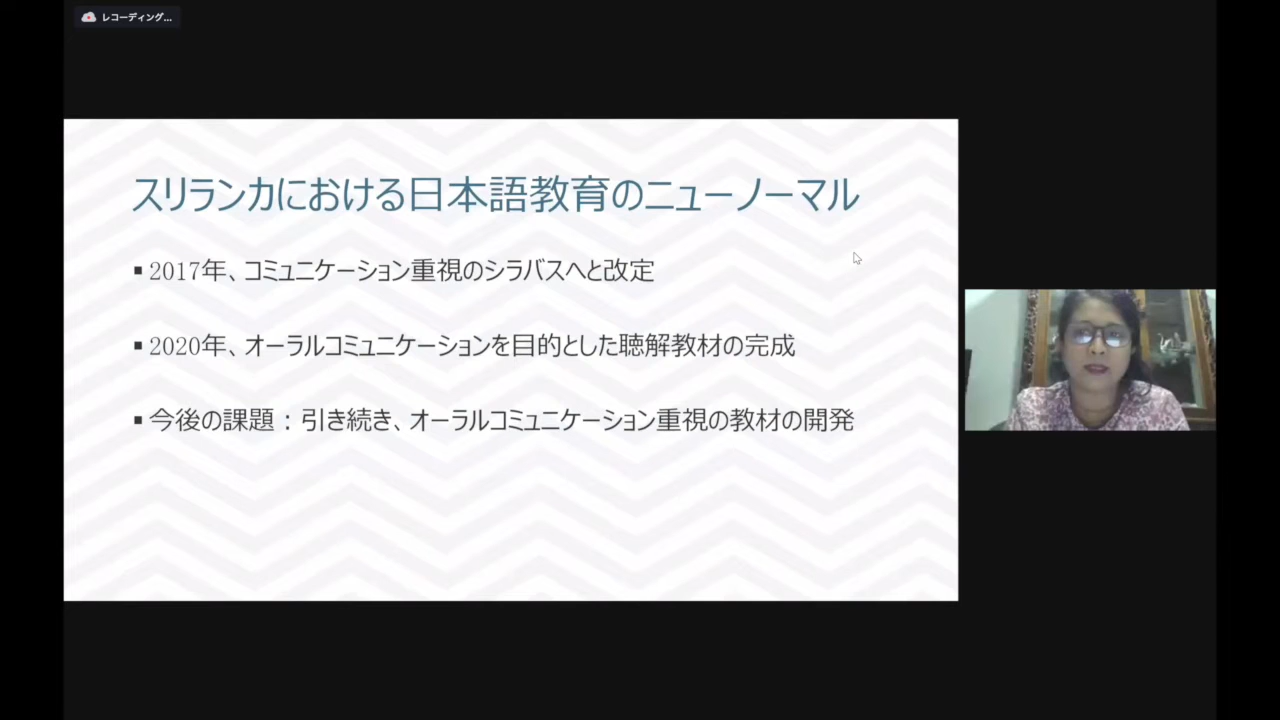 レコーディング...
スリランカにおける日本語教育のニューノーマル
▪ 2017年、コミュニケーション重視のシラバスへと改定
▪ 2020年、オーラルコミュニケーションを目的とした聴解教材の完成
▪ 今後の課題：引き続き、オーラルコミュニケーション重視の教材の開発